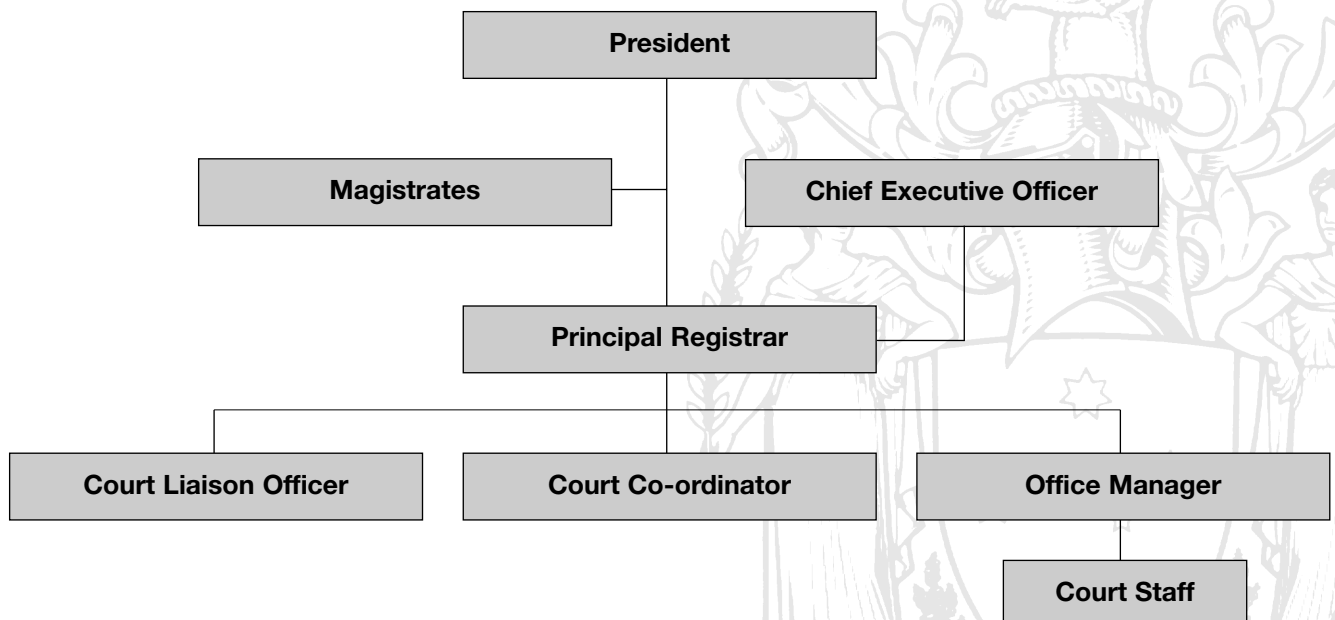 President
Magistrates
Chief Executive Officer
Principal Registrar
Court Liaison Officer
Court Co-ordinator
Office Manager
Court Staff